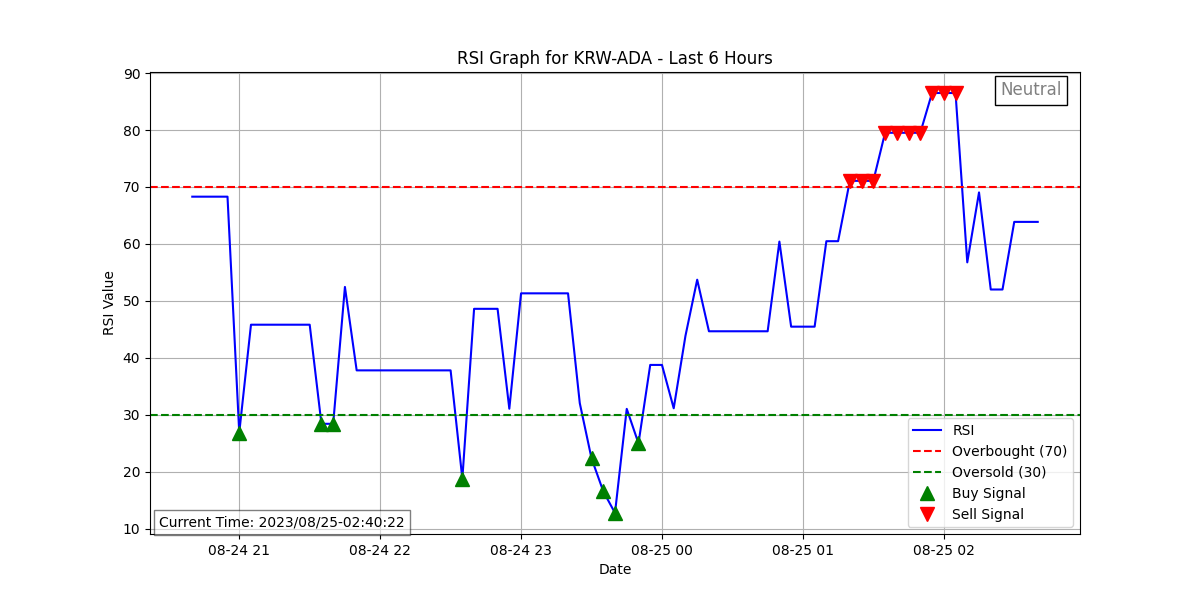 RSI Graph for KRW-ADA - Last 6 Hours
Neutral
RSI Value
90
80
70
60
50
40
30
20
10
RSI
Overbought (70)
Oversold (30)
Buy Signal
Sell Signal
Current Time: 2023/08/25-02:40:22
08-24 21 08-24 22 08-24 23 08-25 00 08-25 01 08-25 02
Date